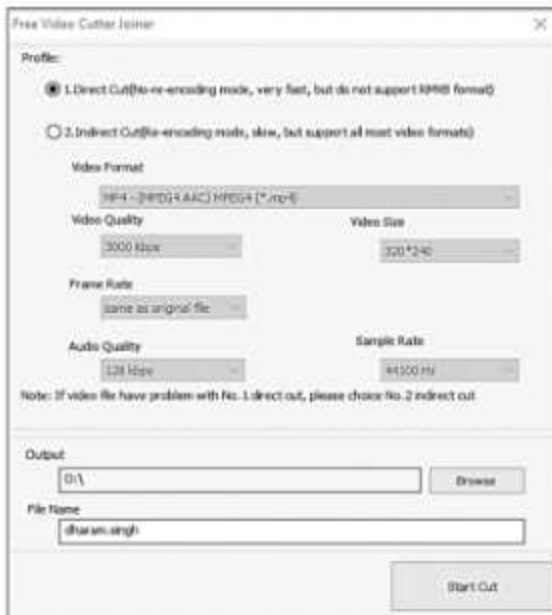 Free Video Cutter Joiner
Profile:
1.Direct Cut(No-re-encoding mode, very fast, but do not support RMVB format)
2.Indirect Cut(Re-encoding mode, slow, but support all most video formats)
Video Format
MP4 - (MPEG4 AAC) MPEG4 (*.mp4)
Video Quality Video Size
3000 kbps 320*240
Frame Rate
same as original file
Audio Quality Sample Rate
128 kbps 44100 Hz
Note: If video file have problem with No. 1 direct cut, please choice No.2 indirect cut
Output
D:\ Browse
File Name
dharam.singh
Start Cut